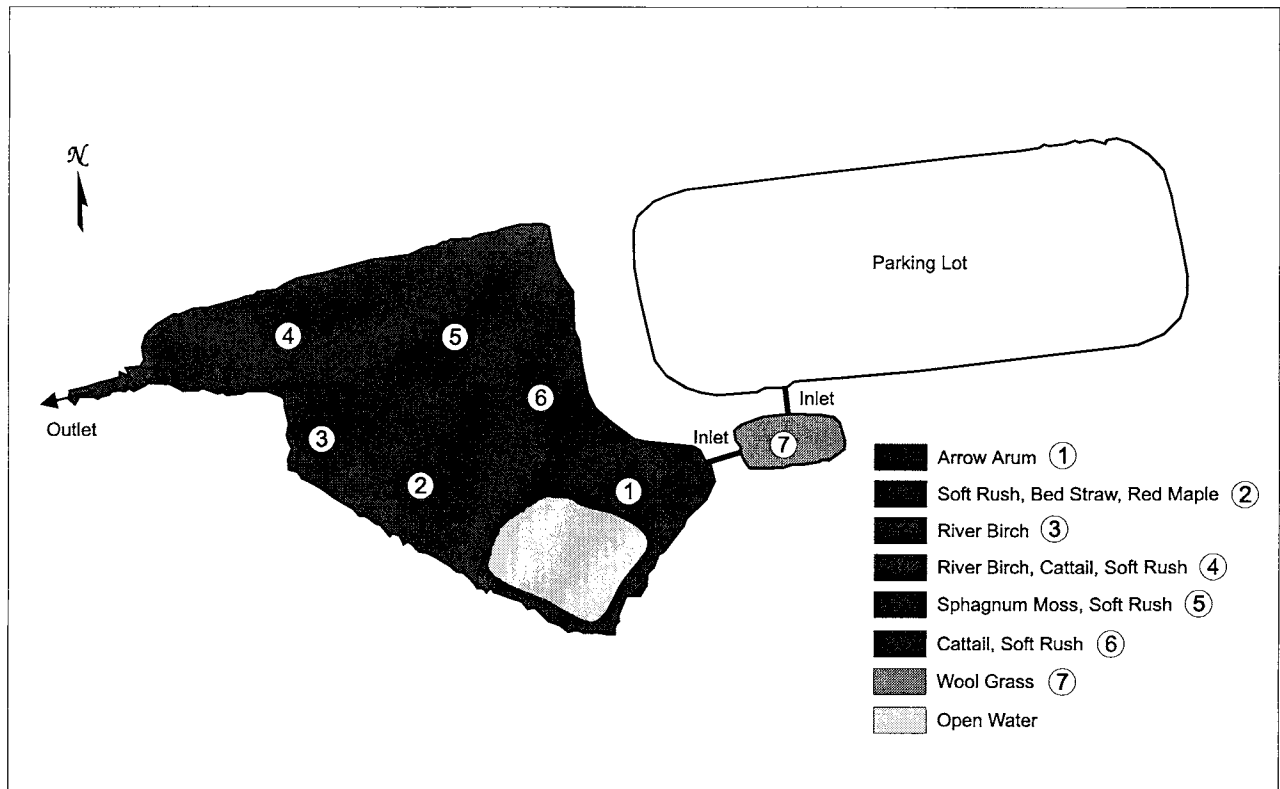 N
Parking Lot
4
5
6
Inlet
Outlet
3
Inlet
7
2
1
Arrow Arum 1
Soft Rush, Bed Straw, Red Maple 2
River Birch 3
River Birch, Cattail, Soft Rush 4
Sphagnum Moss, Soft Rush 5
Cattail, Soft Rush 6
Wool Grass 7
Open Water